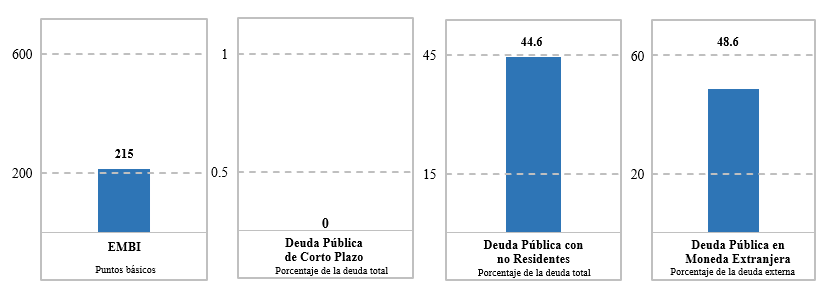 600
200
215
EMBI
Puntos básicos
1
0.5
0
Deuda Pública
de Corto Plazo
Porcentaje de la deuda total
45
15
44.6
Deuda Pública con
no Residentes
Porcentaje de la deuda total
60
20
48.6
Deuda Pública en
Moneda Extranjera
Porcentaje de la deuda externa